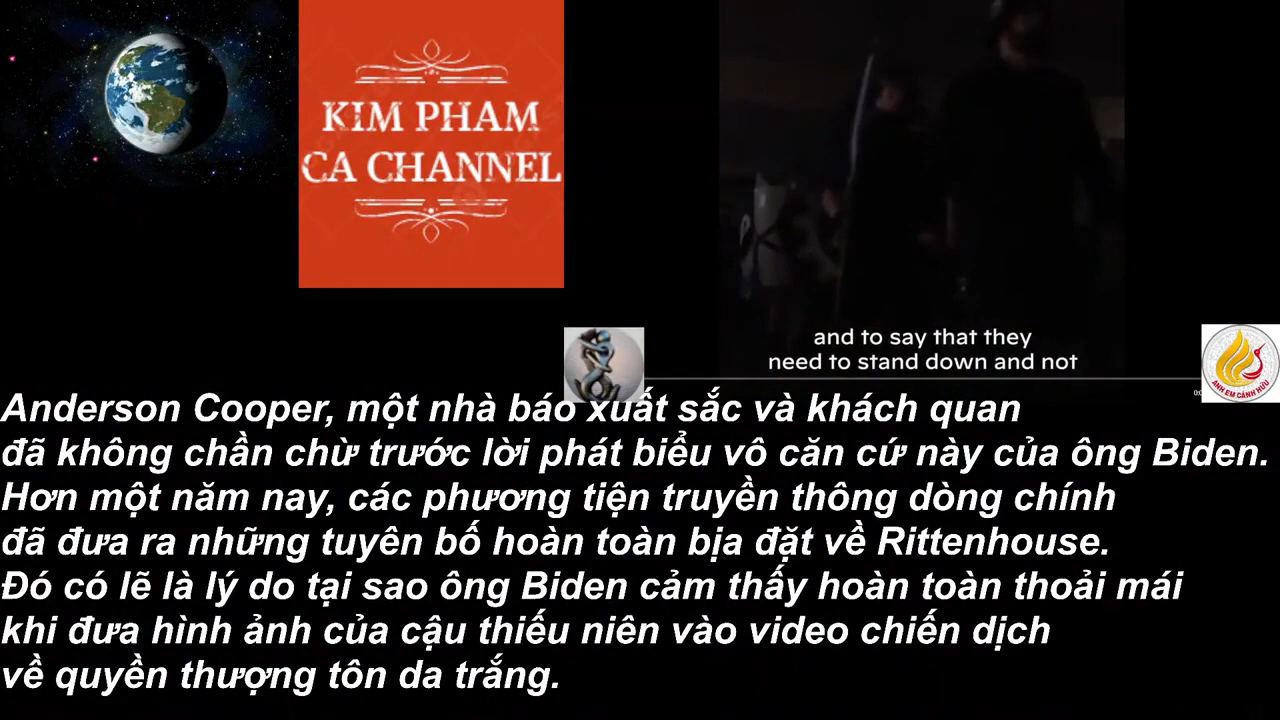 KIM PHAM
CA CHANNEL
and to say that they
need to stand down and not
ANH EM CÁNH HỮU
Anderson Cooper, một nhà báo xuất sắc và khách quan
đã không chần chừ trước lời phát biểu vô căn cứ này của ông Biden.
Hơn một năm nay, các phương tiện truyền thông dòng chính
đã đưa ra những tuyên bố hoàn toàn bịa đặt về Rittenhouse.
Đó có lẽ là lý do tại sao ông Biden cảm thấy hoàn toàn thoải mái
khi đưa hình ảnh của cậu thiếu niên vào video chiến dịch
về quyền thượng tôn da trắng.